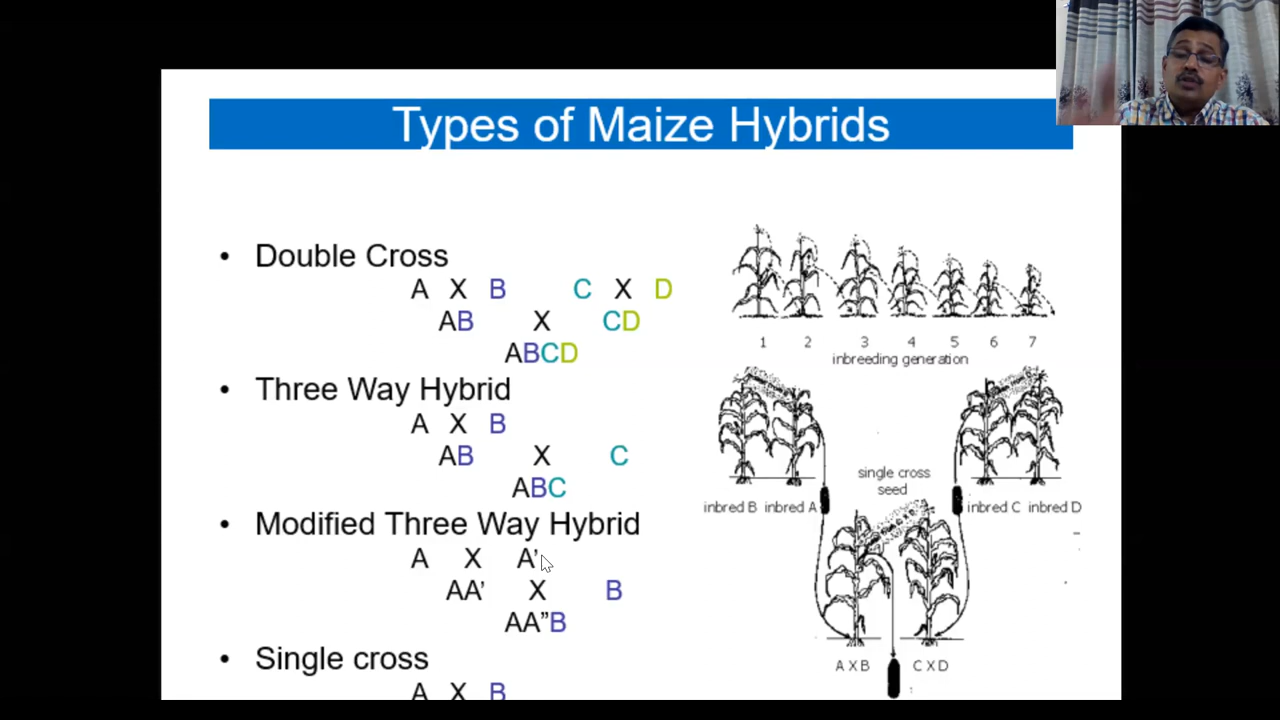 Types of Maize Hybrids
• Double Cross
A X B C X D
AB X CD
ABCD
• Three Way Hybrid
A X B
AB X C
ABC
• Modified Three Way Hybrid
A X A’
AA’ X B
AA”B
• Single cross
A X B
1 2 3 4 5 6 7
inbreeding generation
single cross
seed
inbred B inbred A
inbred C inbred D
A X B C X D